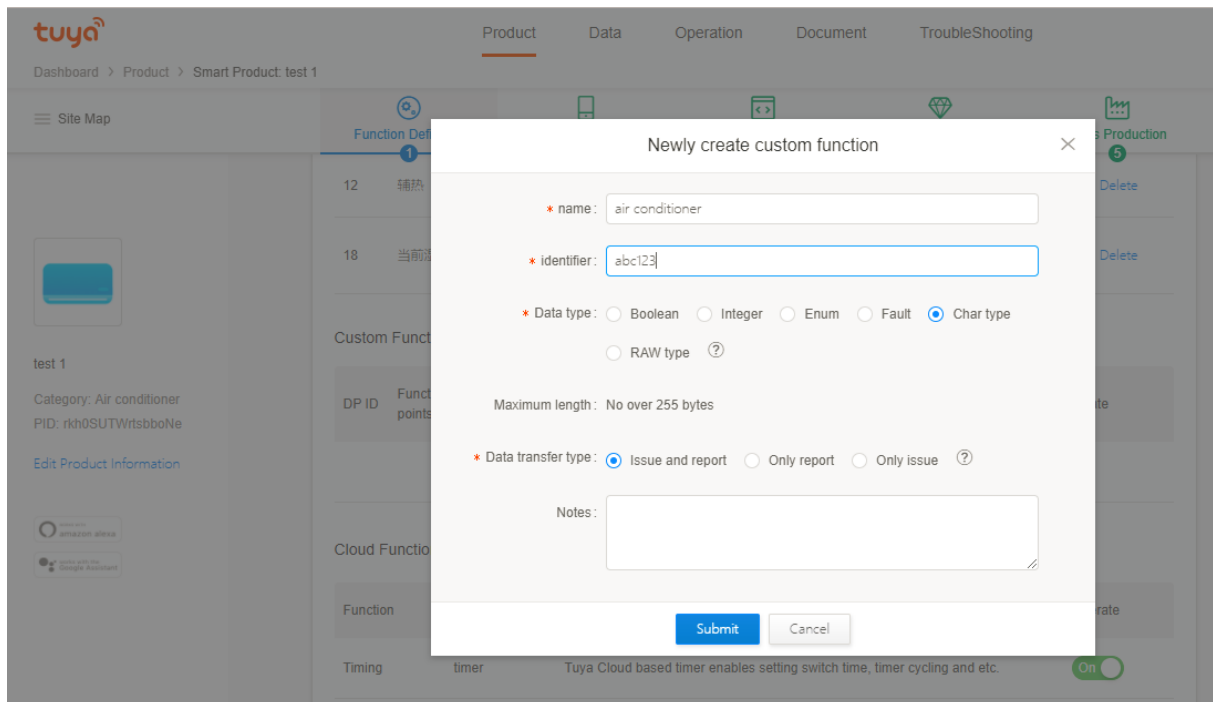 tuya
Product Data Operation Document TroubleShooting
Dashboard > Product > Smart Product: test 1
Site Map
Function Defi
1
s Production
5
Newly create custom function
12 辅热 Delete
* name: air conditioner
18 当前温 Delete
* identifier: abc123
* Data type: Boolean Integer Enum Fault Char type
RAW type ?
Custom Funct
test 1
Category: Air conditioner
PID: rkh0SUTWrtsbboNe
DP ID Funct
points
Maximum length: No over 255 bytes
Edit Product Information
* Data transfer type: Issue and report Only report Only issue ?
Notes:
amazon alexa
Google Assistant
Cloud Functio
Function rate
Submit Cancel
Timing timer Tuya Cloud based timer enables setting switch time, timer cycling and etc. On